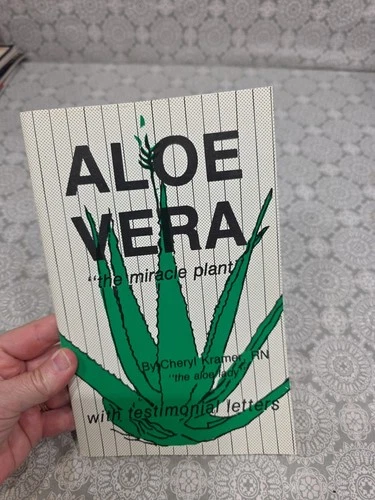 ALOE
VERA
"the miracle plant"
By Cheryl Kramer, RN
"the aloe lady"
with testimonial letters